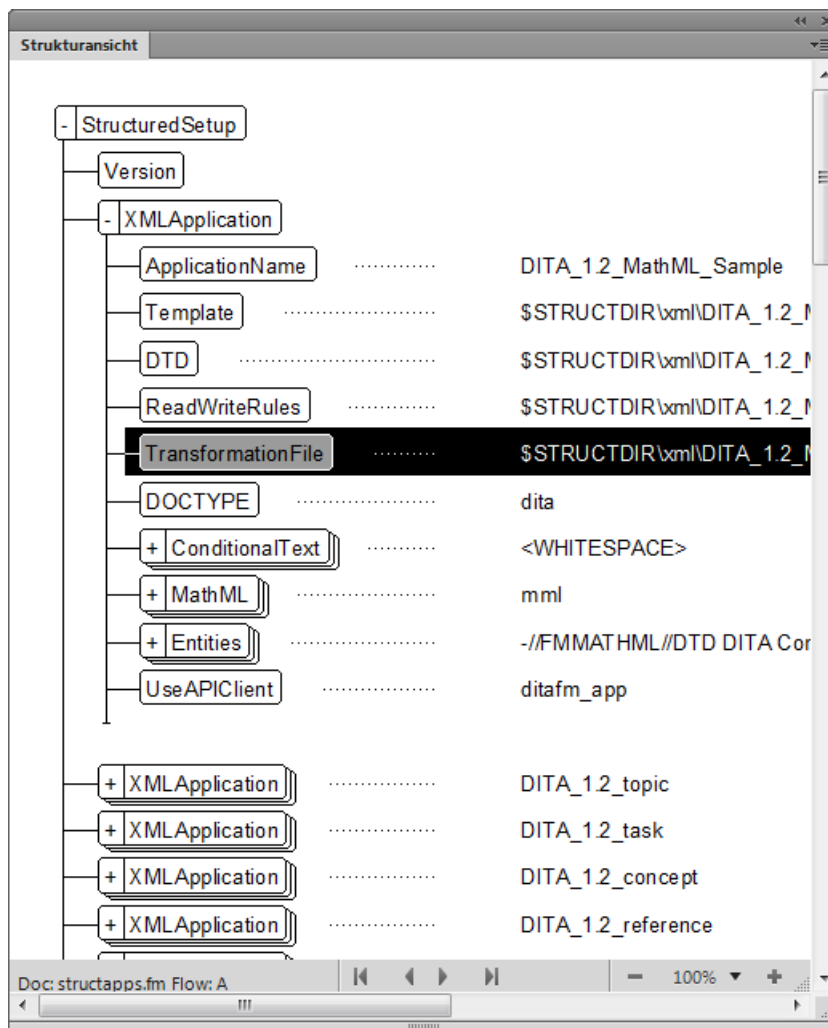 Strukturansicht
- StructuredSetup
Version
- XMLApplication
ApplicationName ............ DITA_1.2_MathML_Sample
Template ...................... $STRUCTDIR\xml\DITA_1.2_M
DTD ............................ $STRUCTDIR\xml\DITA_1.2_M
ReadWriteRules ............. $STRUCTDIR\xml\DITA_1.2_M
TransformationFile .......... $STRUCTDIR\xml\DITA_1.2_M
DOCTYPE .................... dita
+ ConditionalText ........... <WHITESPACE>
+ MathML .................... mml
+ Entities ..................... -//FMMATHML//DTD DITA Con
UseAPIClient ................. ditafm_app
+ XMLApplication ................ DITA_1.2_topic
+ XMLApplication ................ DITA_1.2_task
+ XMLApplication ................ DITA_1.2_concept
+ XMLApplication ................ DITA_1.2_reference
Doc: structapps.fm Flow: A 100%